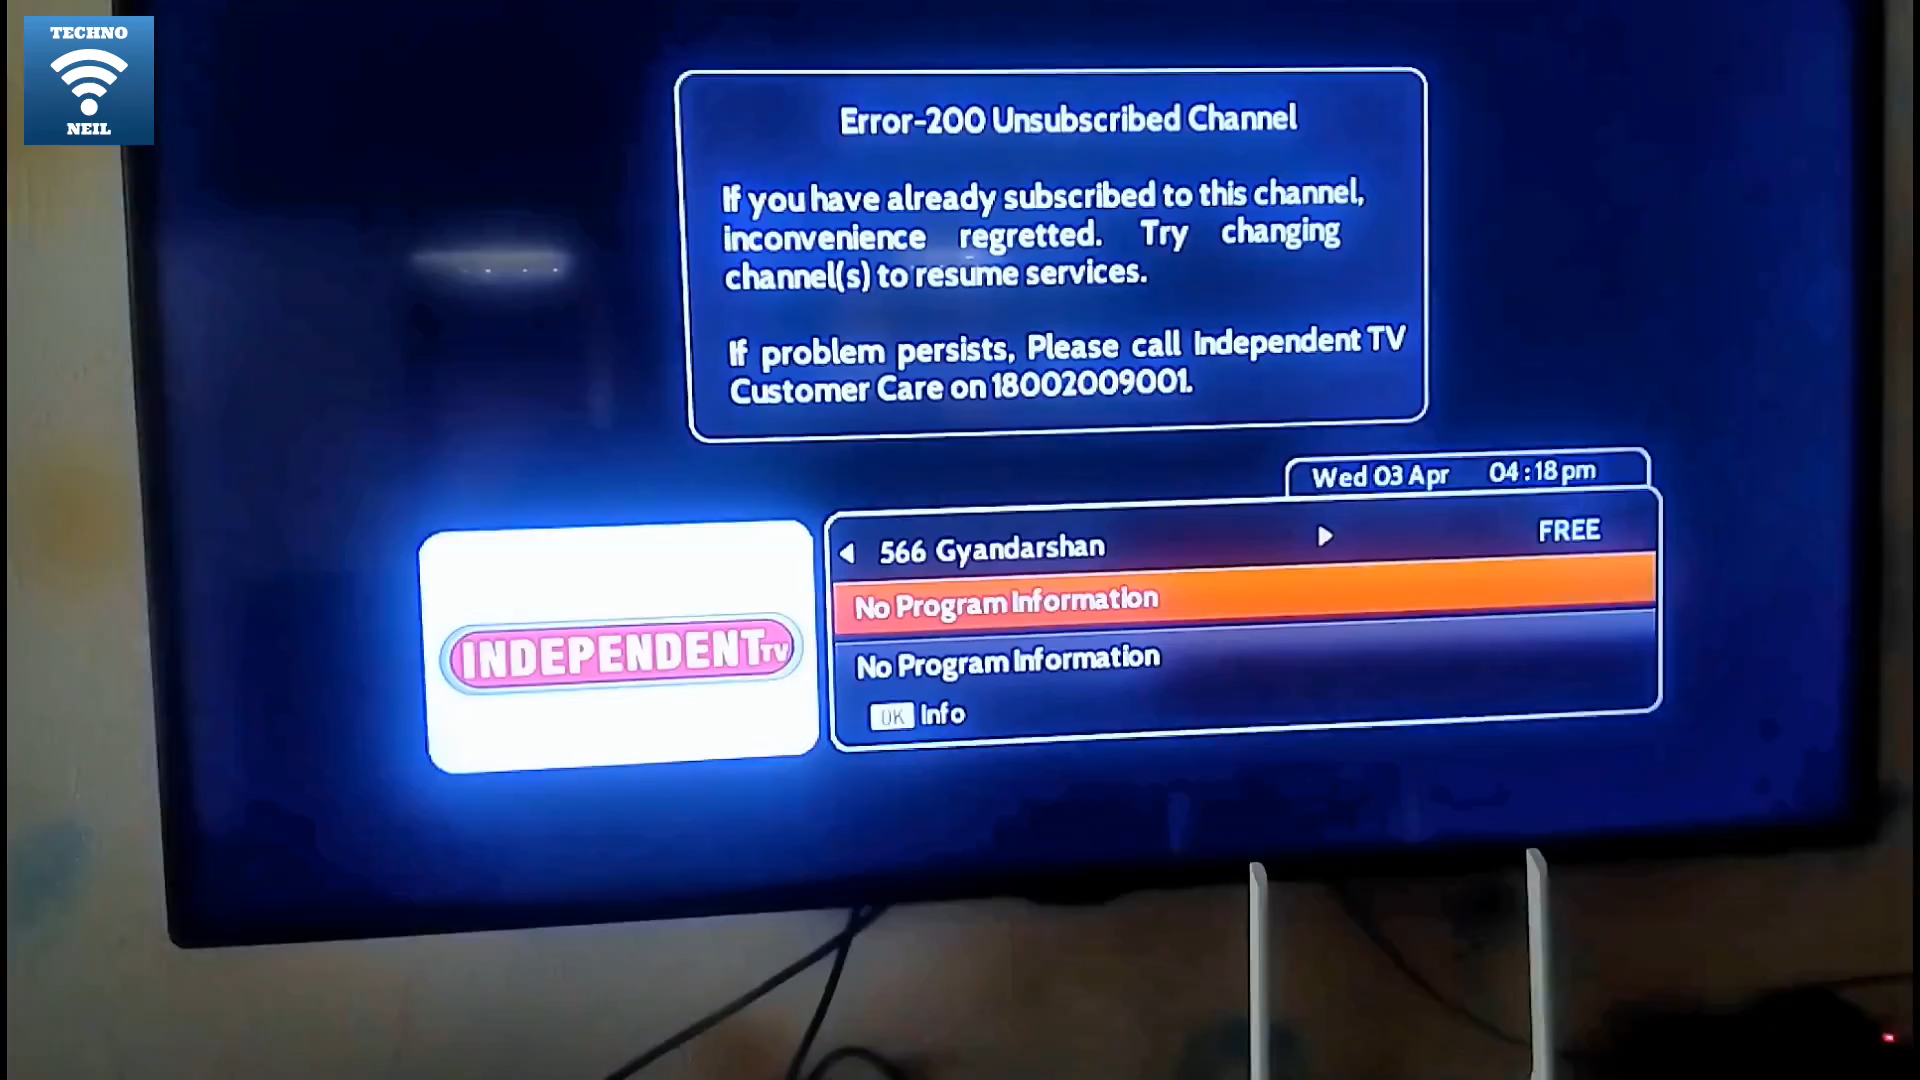 TECHNO
NEIL
Error-200 Unsubscribed Channel
If you have already subscribed to this channel,
inconvenience regretted. Try changing
channel(s) to resume services.
If problem persists, Please call Independent TV
Customer Care on 18002009001.
Wed 03 Apr 04:18 pm
566 Gyandarshan FREE
No Program Information
No Program Information
OK Info
INDEPENDENT TV